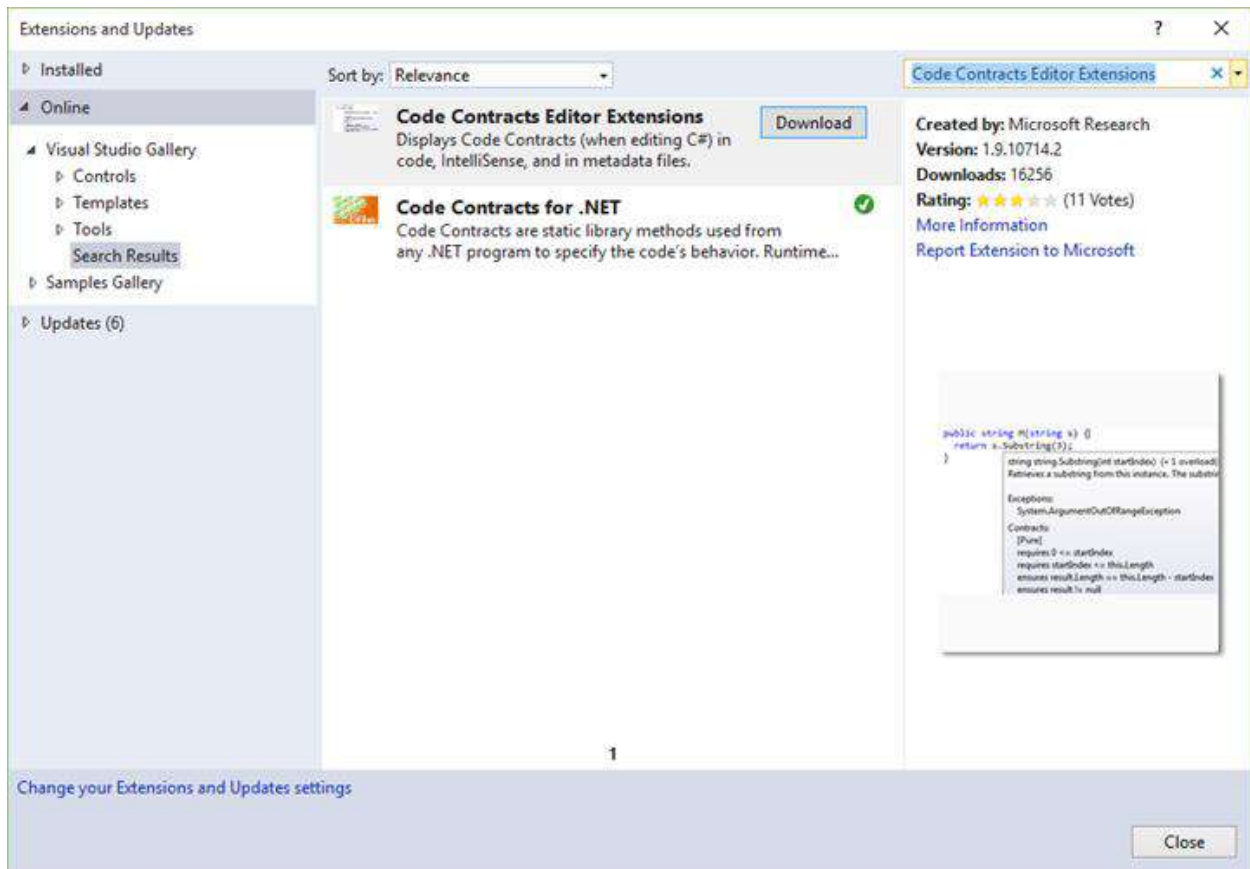 Extensions and Updates
?
Installed
Sort by: Relevance
Code Contracts Editor Extensions
Online
Visual Studio Gallery
Controls
Templates
Tools
Search Results
Samples Gallery
Updates (6)
Code Contracts Editor Extensions
Download
Displays Code Contracts (when editing C#) in
code, IntelliSense, and in metadata files.
Code Contracts for .NET
Code Contracts are static library methods used from
any .NET program to specify the code's behavior. Runtime...
1
Created by: Microsoft Research
Version: 1.9.10714.2
Downloads: 16256
Rating: (11 Votes)
More Information
Report Extension to Microsoft
public string M(string s) {
return s.Substring(3);
}
string string.Substring(int startIndex) (+ 1 overload(
Retrieves a substring from this instance. The substri
Exceptions:
System.ArgumentOutOfRangeException
Contracts:
[Pure]
requires 0 <= startIndex
requires startIndex <= this.Length
ensures result.Length == this.Length - startIndex
ensures result != null
Change your Extensions and Updates settings
Close